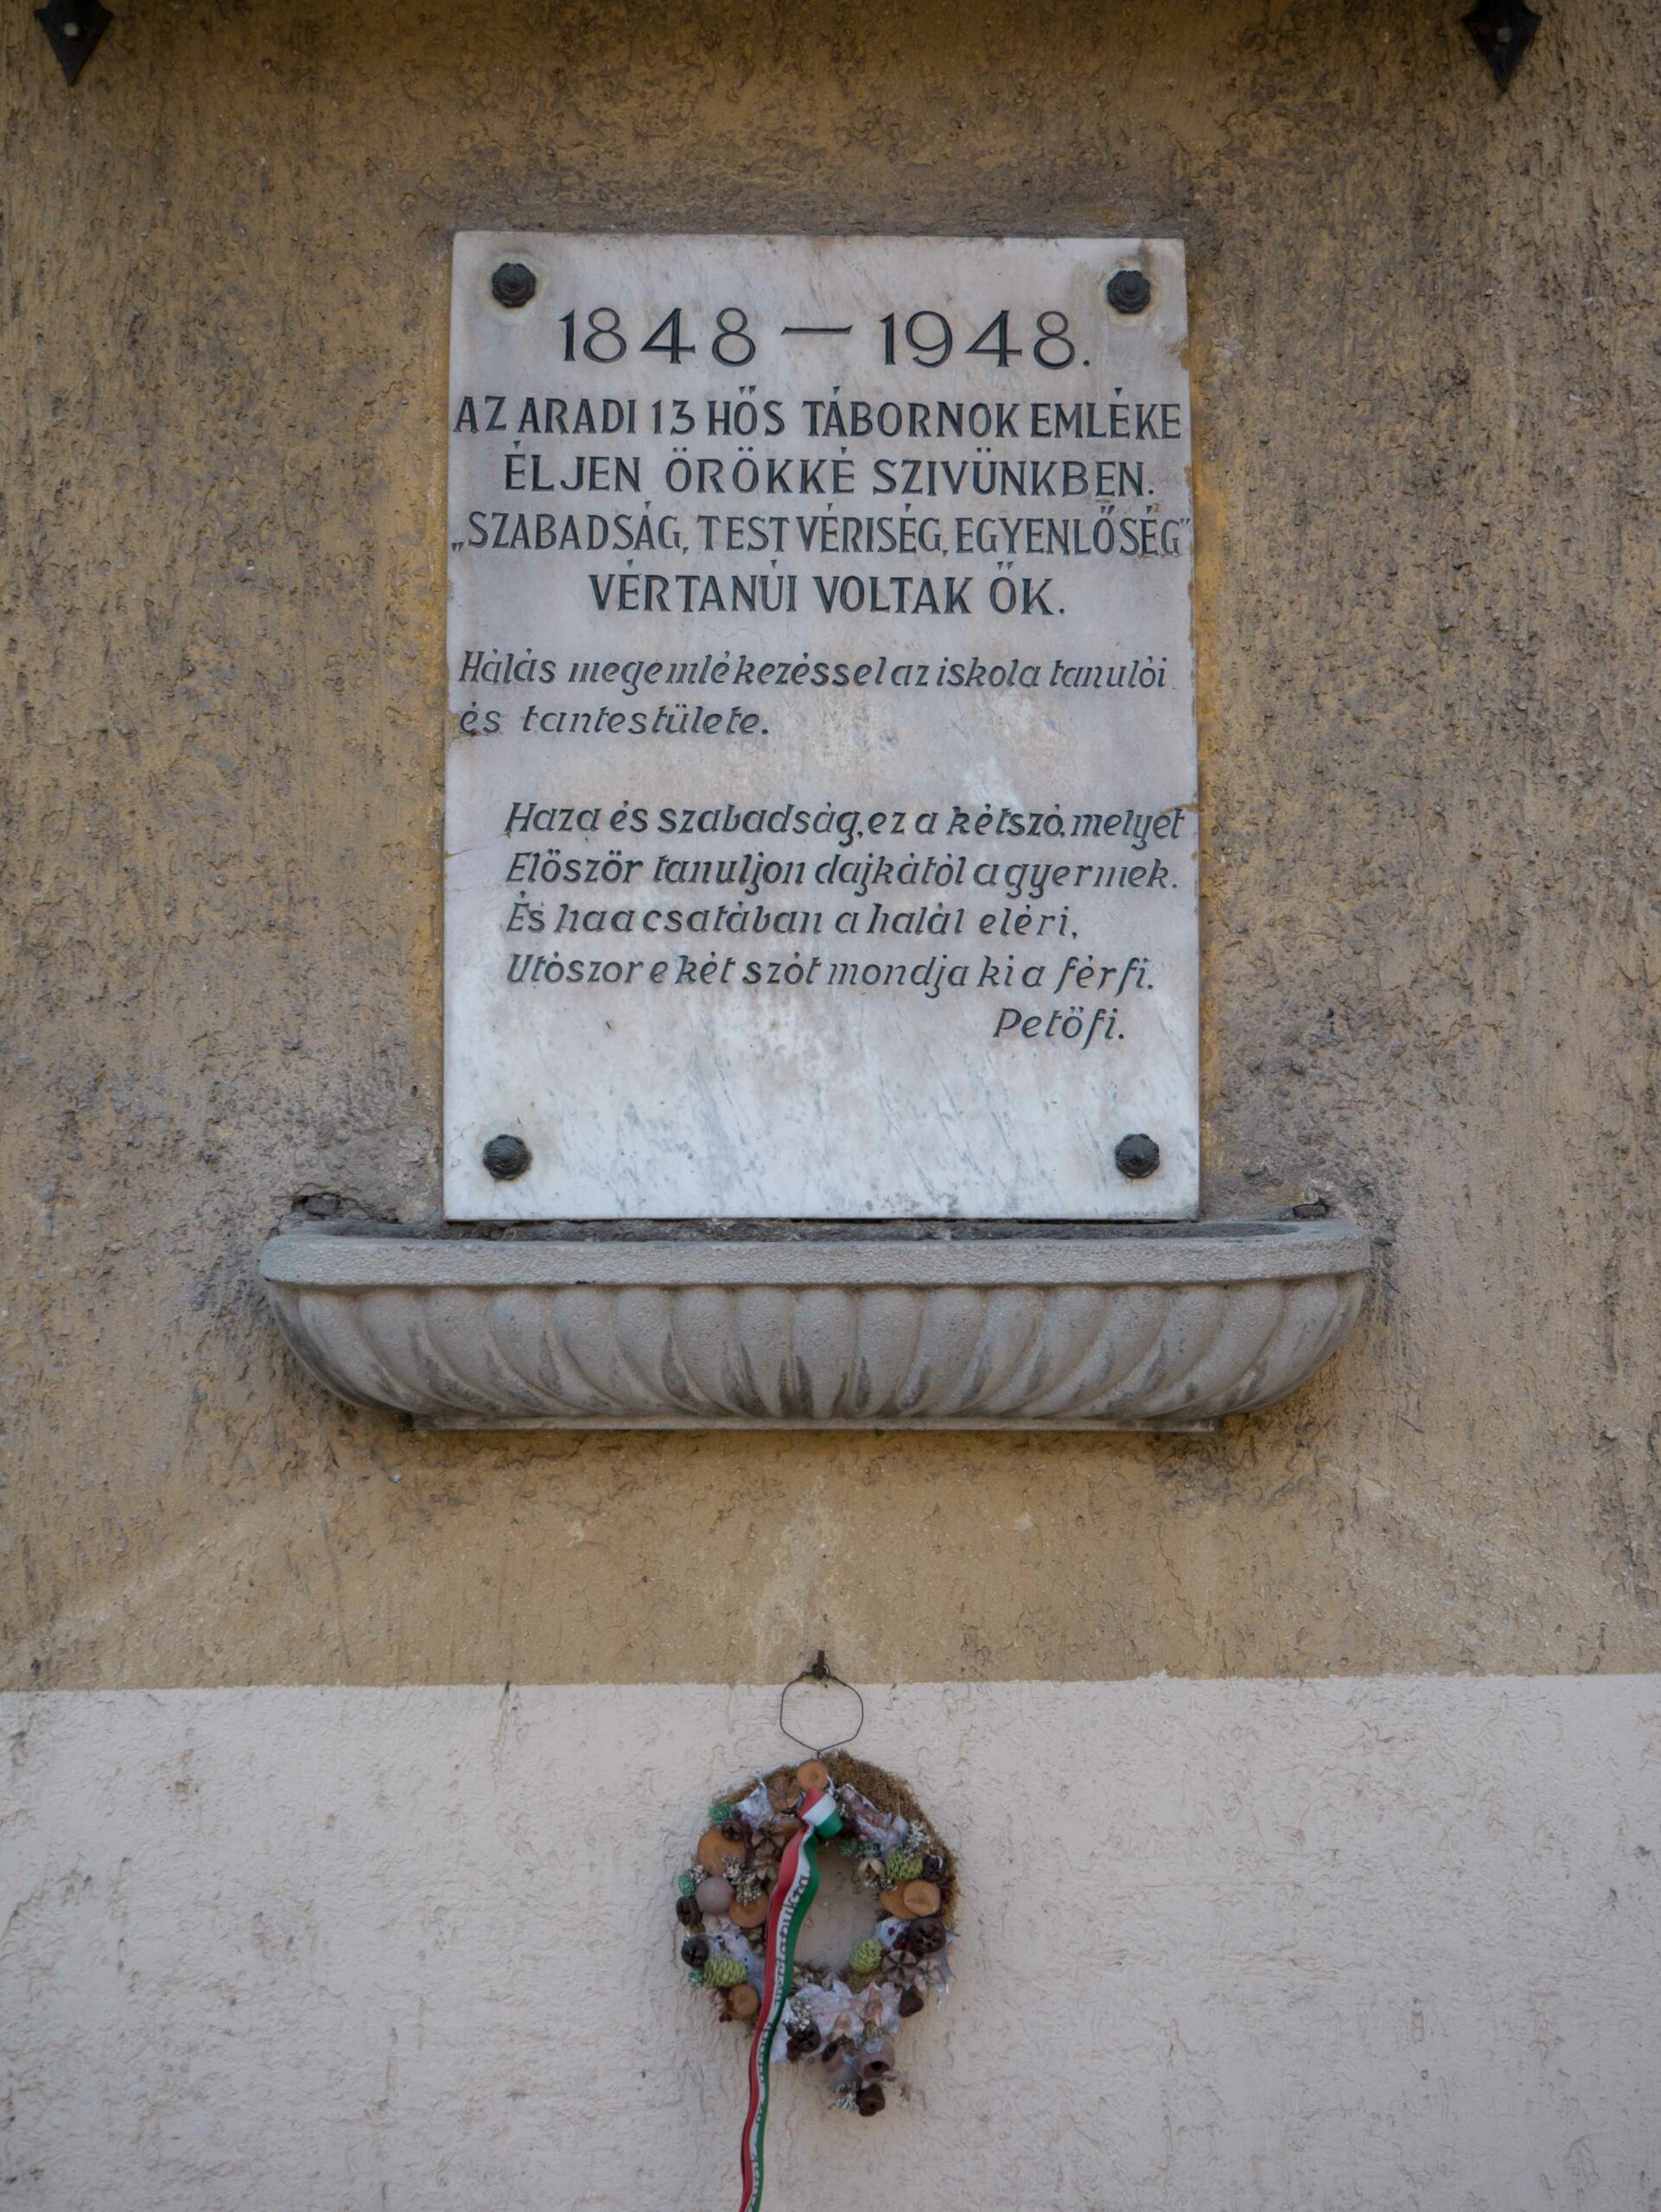 1848 — 1948.
AZ ARADI 13 HŐS TÁBORNOK EMLÉKE
ÉLJEN ÖRÖKKÉ SZIVÜNKBEN.
„SZABADSÁG, TESTVÉRISÉG, EGYENLŐSÉG"
VÉRTANÚI VOLTAK ŐK.
Hálás megemlékezéssel az iskola tanulói
és tantestülete.
Haza és szabadság, ez a két szó, melyet
Elöször tanuljon dajkától a gyermek.
És ha a csatában a halál eléri,
Utószor e két szót mondja ki a férfi.
Petöfi.